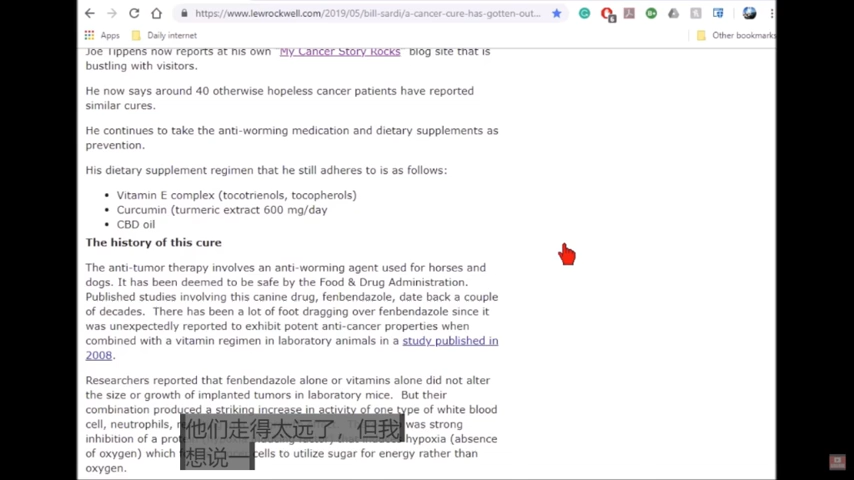 https://www.lewrockwell.com/2019/05/bill-sardi/a-cancer-cure-has-gotten-out...
Apps Daily internet Other bookmarks
Joe Tippens now reports at his own "My Cancer Story Rocks" blog site that is
bustling with visitors.
He now says around 40 otherwise hopeless cancer patients have reported
similar cures.
He continues to take the anti-worming medication and dietary supplements as
prevention.
His dietary supplement regimen that he still adheres to is as follows:
• Vitamin E complex (tocotrienols, tocopherols)
• Curcumin (turmeric extract 600 mg/day
• CBD oil
The history of this cure
The anti-tumor therapy involves an anti-worming agent used for horses and
dogs. It has been deemed to be safe by the Food & Drug Administration.
Published studies involving this canine drug, fenbendazole, date back a couple
of decades. There has been a lot of foot dragging over fenbendazole since it
was unexpectedly reported to exhibit potent anti-cancer properties when
combined with a vitamin regimen in laboratory animals in a study published in
2008.
Researchers reported that fenbendazole alone or vitamins alone did not alter
the size or growth of implanted tumors in laboratory mice. But their
combination produced a striking increase in activity of one type of white blood
cell, neutrophils, was strong
inhibition of a hypoxia (absence
of oxygen) which cells to utilize sugar for energy rather than
oxygen.
他们走得太远了，但我
想说一